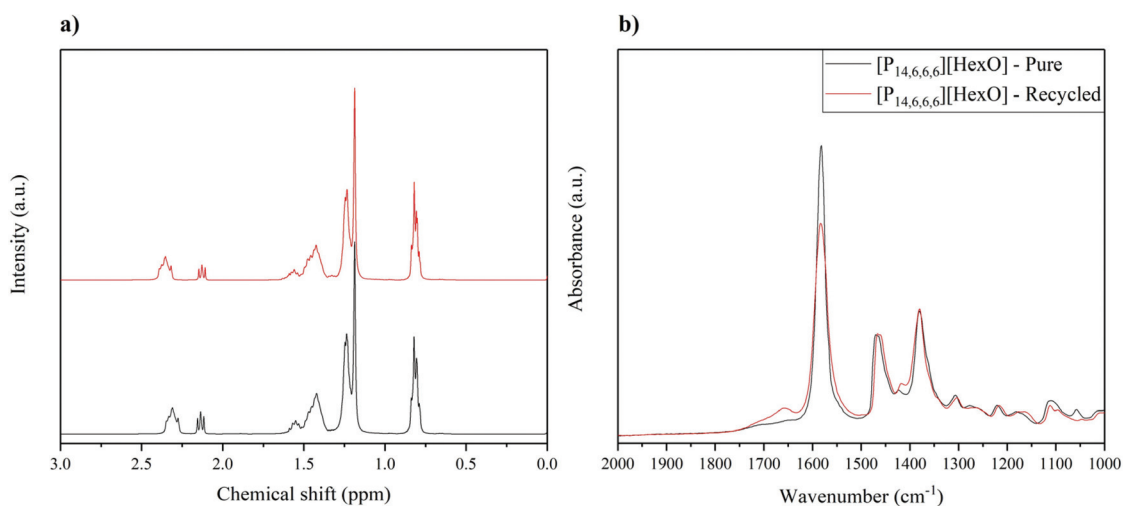 a)
Intensity (a.u.)
3.0 2.5 2.0 1.5 1.0 0.5 0.0
Chemical shift (ppm)
b)
[P14,6,6,6][HexO] - Pure
[P14,6,6,6][HexO] - Recycled
Absorbance (a.u.)
2000 1900 1800 1700 1600 1500 1400 1300 1200 1100 1000
Wavenumber (cm-1)